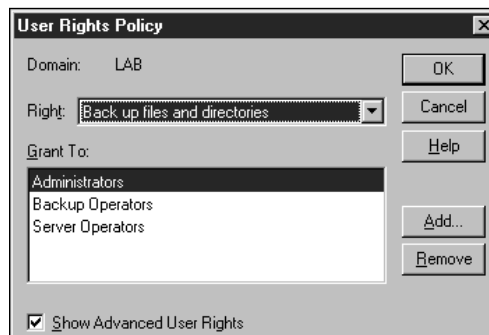 User Rights Policy
Domain: LAB
OK
Right: Back up files and directories
Cancel
Grant To:
Help
Administrators
Backup Operators
Server Operators
Add...
Remove
Show Advanced User Rights